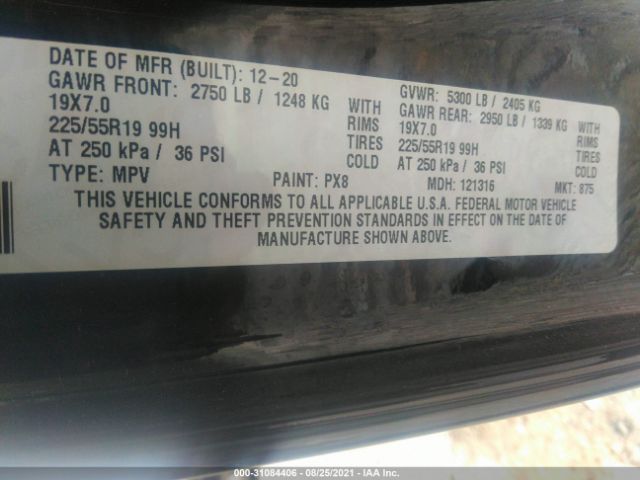 DATE OF MFR (BUILT): 12-20
GAWR FRONT: 2750 LB / 1248 KG WITH
19X7.0 RIMS
225/55R19 99H TIRES
AT 250 kPa / 36 PSI COLD
GVWR: 5300 LB / 2405 KG
GAWR REAR: 2950 LB / 1339 KG WITH
19X7.0 RIMS
225/55R19 99H TIRES
AT 250 kPa / 36 PSI COLD
TYPE: MPV PAINT: PX8 MDH: 121316 MKT: 875
THIS VEHICLE CONFORMS TO ALL APPLICABLE U.S.A. FEDERAL MOTOR VEHICLE
SAFETY AND THEFT PREVENTION STANDARDS IN EFFECT ON THE DATE OF
MANUFACTURE SHOWN ABOVE.
000-31084406 - 08/25/2021 - IAA Inc.